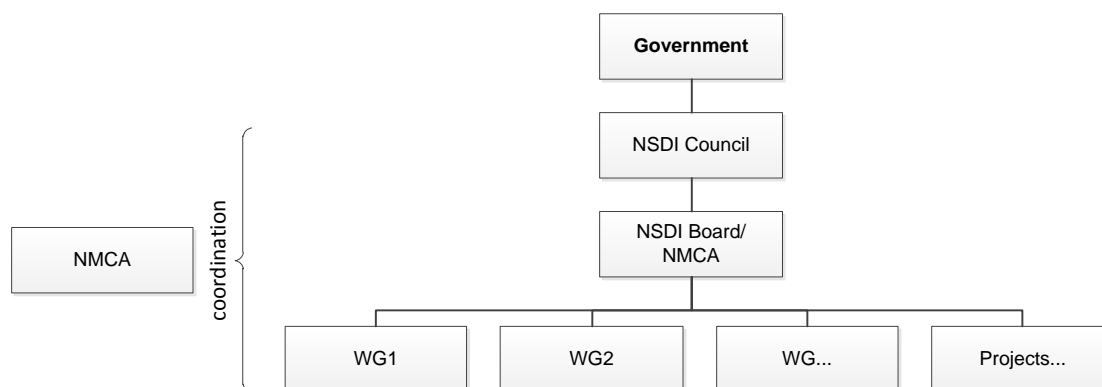 Government
NSDI Council
NSDI Board/
NMCA
NMCA
coordination
WG1
WG2
WG...
Projects...